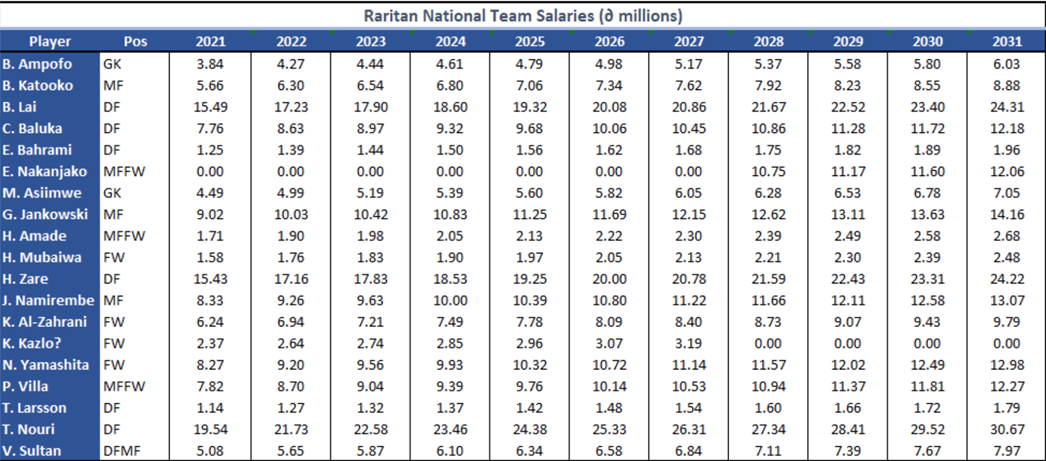 Raritan National Team Salaries (∂ millions)
Player Pos 2021 2022 2023 2024 2025 2026 2027 2028 2029 2030 2031
B. Ampofo GK 3.84 4.27 4.44 4.61 4.79 4.98 5.17 5.37 5.58 5.80 6.03
B. Katooko MF 5.66 6.30 6.54 6.80 7.06 7.34 7.62 7.92 8.23 8.55 8.88
B. Lai DF 15.49 17.23 17.90 18.60 19.32 20.08 20.86 21.67 22.52 23.40 24.31
C. Baluka DF 7.76 8.63 8.97 9.32 9.68 10.06 10.45 10.86 11.28 11.72 12.18
E. Bahrami DF 1.25 1.39 1.44 1.50 1.56 1.62 1.68 1.75 1.82 1.89 1.96
E. Nakanjako MFFW 0.00 0.00 0.00 0.00 0.00 0.00 0.00 10.75 11.17 11.60 12.06
M. Asiimwe GK 4.49 4.99 5.19 5.39 5.60 5.82 6.05 6.28 6.53 6.78 7.05
G. Jankowski MF 9.02 10.03 10.42 10.83 11.25 11.69 12.15 12.62 13.11 13.63 14.16
H. Amade MFFW 1.71 1.90 1.98 2.05 2.13 2.22 2.30 2.39 2.49 2.58 2.68
H. Mubaiwa FW 1.58 1.76 1.83 1.90 1.97 2.05 2.13 2.21 2.30 2.39 2.48
H. Zare DF 15.43 17.16 17.83 18.53 19.25 20.00 20.78 21.59 22.43 23.31 24.22
J. Namirembe MF 8.33 9.26 9.63 10.00 10.39 10.80 11.22 11.66 12.11 12.58 13.07
K. Al-Zahrani FW 6.24 6.94 7.21 7.49 7.78 8.09 8.40 8.73 9.07 9.43 9.79
K. Kazlo? FW 2.37 2.64 2.74 2.85 2.96 3.07 3.19 0.00 0.00 0.00 0.00
N. Yamashita FW 8.27 9.20 9.56 9.93 10.32 10.72 11.14 11.57 12.02 12.49 12.98
P. Villa MFFW 7.82 8.70 9.04 9.39 9.76 10.14 10.53 10.94 11.37 11.81 12.27
T. Larsson DF 1.14 1.27 1.32 1.37 1.42 1.48 1.54 1.60 1.66 1.72 1.79
T. Nouri DF 19.54 21.73 22.58 23.46 24.38 25.33 26.31 27.34 28.41 29.52 30.67
V. Sultan DFMF 5.08 5.65 5.87 6.10 6.34 6.58 6.84 7.11 7.39 7.67 7.97